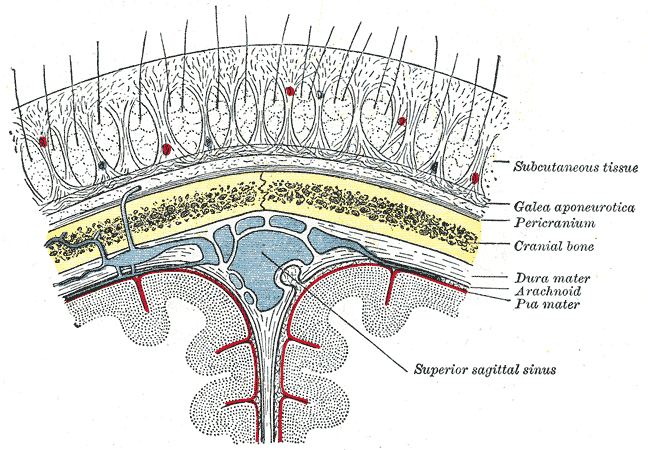 Subcutaneous tissue
Galea aponeurotica
Pericranium
Cranial bone
Dura mater
Arachnoid
Pia mater
Superior sagittal sinus